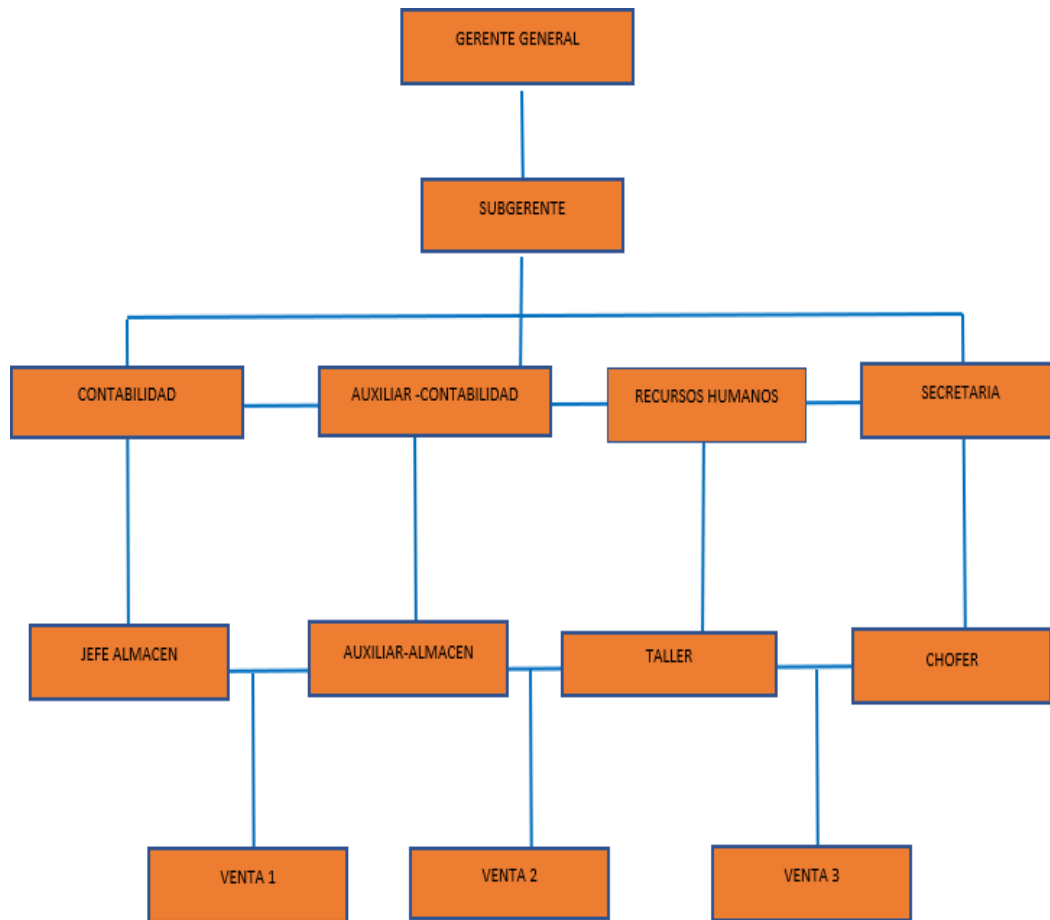 GERENTE GENERAL
SUBGERENTE
CONTABILIDAD
AUXILIAR -CONTABILIDAD
RECURSOS HUMANOS
SECRETARIA
JEFE ALMACEN
AUXILIAR-ALMACEN
TALLER
CHOFER
VENTA 1
VENTA 2
VENTA 3